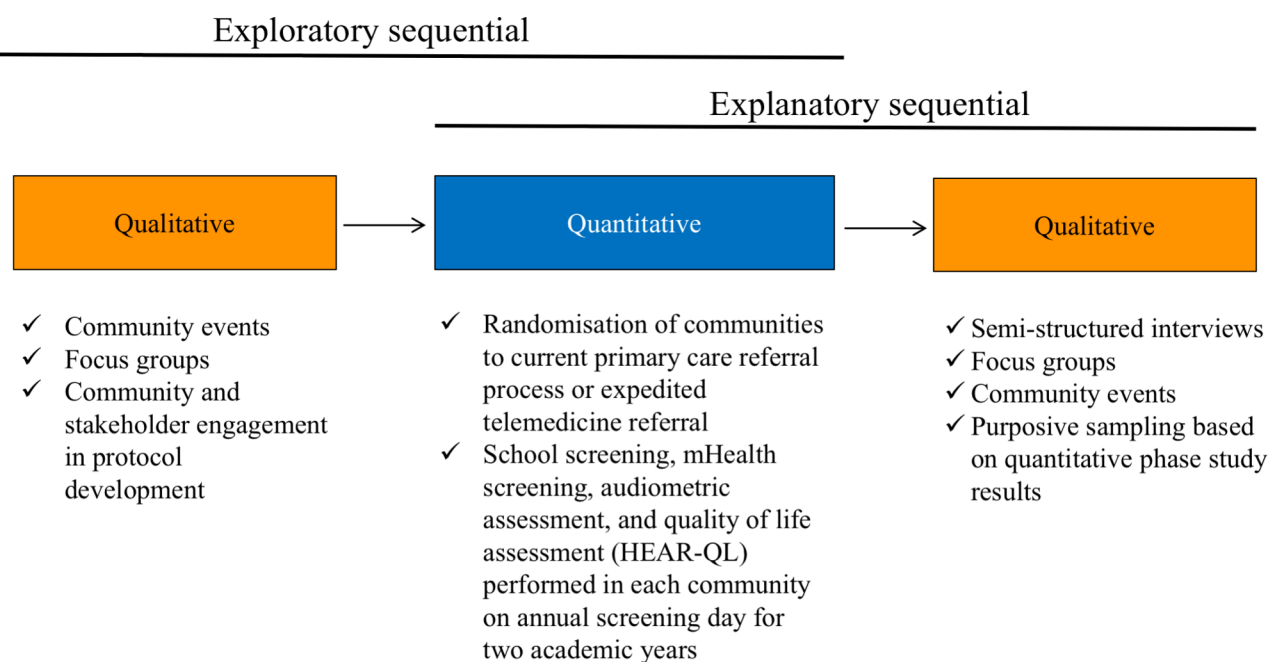 Exploratory sequential
Explanatory sequential
Qualitative
Quantitative
Qualitative
✓ Community events
✓ Focus groups
✓ Community and
stakeholder engagement
in protocol
development
✓ Randomisation of communities
to current primary care referral
process or expedited
telemedicine referral
✓ School screening, mHealth
screening, audiometric
assessment, and quality of life
assessment (HEAR-QL)
performed in each community
on annual screening day for
two academic years
✓ Semi-structured interviews
✓ Focus groups
✓ Community events
✓ Purposive sampling based
on quantitative phase study
results